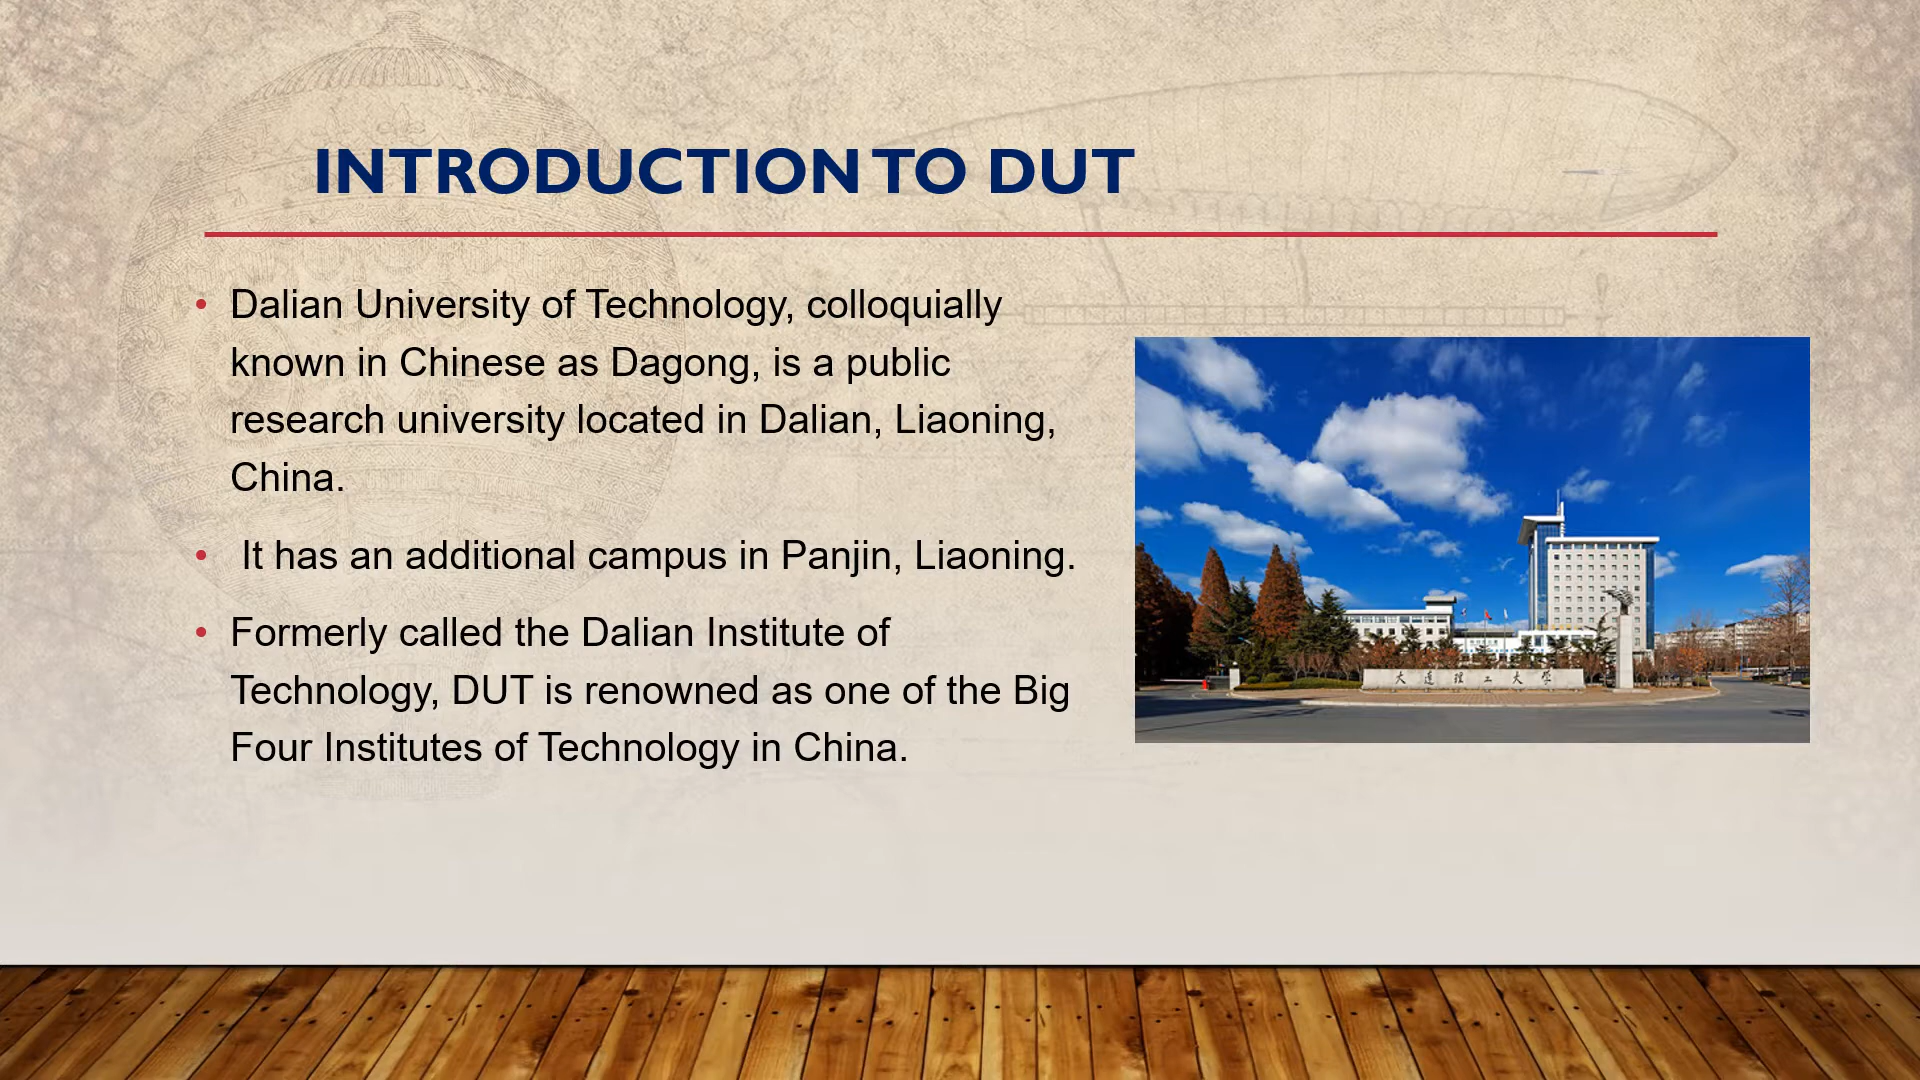 INTRODUCTION TO DUT
• Dalian University of Technology, colloquially
known in Chinese as Dagong, is a public
research university located in Dalian, Liaoning,
China.
• It has an additional campus in Panjin, Liaoning.
• Formerly called the Dalian Institute of
Technology, DUT is renowned as one of the Big
Four Institutes of Technology in China.
大连理工大学